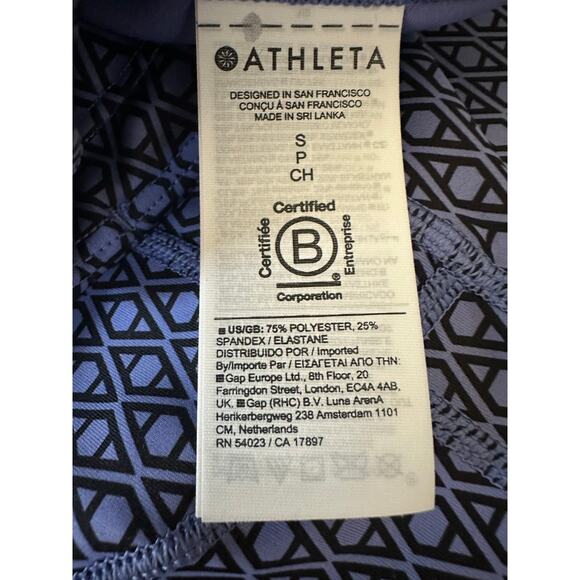 ATHLETA
DESIGNED IN SAN FRANCISCO
CONÇU À SAN FRANCISCO
MADE IN SRI LANKA
S
P
CH
Certified
Certifiée
B
Entreprise
®
Corporation
US/GB: 75% POLYESTER, 25%
SPANDEX / ELASTANE
DISTRIBUIDO POR / Imported
By/Importe Par / ΕΙΣΑΓΕΤΑΙ ΑΠΟ ΤΗΝ:
Gap Europe Ltd., 8th Floor, 20
Farringdon Street, London, EC4A 4AB,
UK, Gap (RHC) B.V. Luna ArenA
Herikerbergweg 238 Amsterdam 1101
CM, Netherlands
RN 54023 / CA 17897